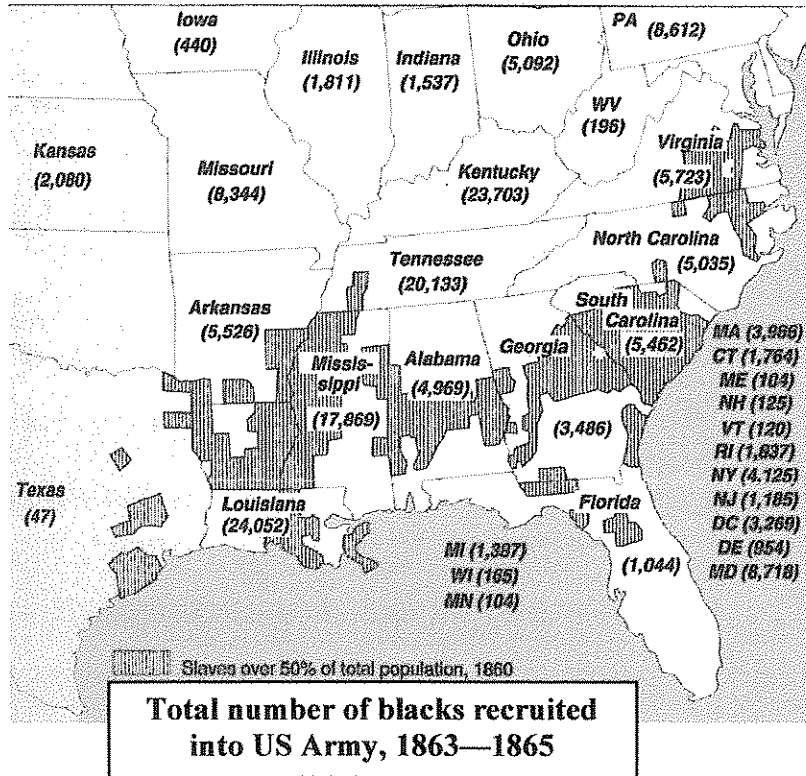 Iowa
(440)
Illinois
(1,811)
Indiana
(1,537)
Ohio
(5,092)
PA (8,612)
WV
(196)
Virginia
(5,723)
Kansas
(2,080)
Missouri
(8,344)
Kentucky
(23,703)
North Carolina
(5,035)
Tennessee
(20,133)
Arkansas
(5,526)
South
Carolina
(5,462)
Missis-
sippi
(17,869)
Alabama
(4,969)
Georgia
(3,486)
MA (3,966)
CT (1,764)
ME (104)
NH (125)
VT (120)
RI (1,837)
NY (4.125)
NJ (1,185)
DC (3,269)
DE (954)
MD (8,718)
Texas
(47)
Louisiana
(24,052)
Florida
(1,044)
MI (1,387)
WI (165)
MN (104)
Slaves over 50% of total population, 1860
Total number of blacks recruited
into US Army, 1863—1865